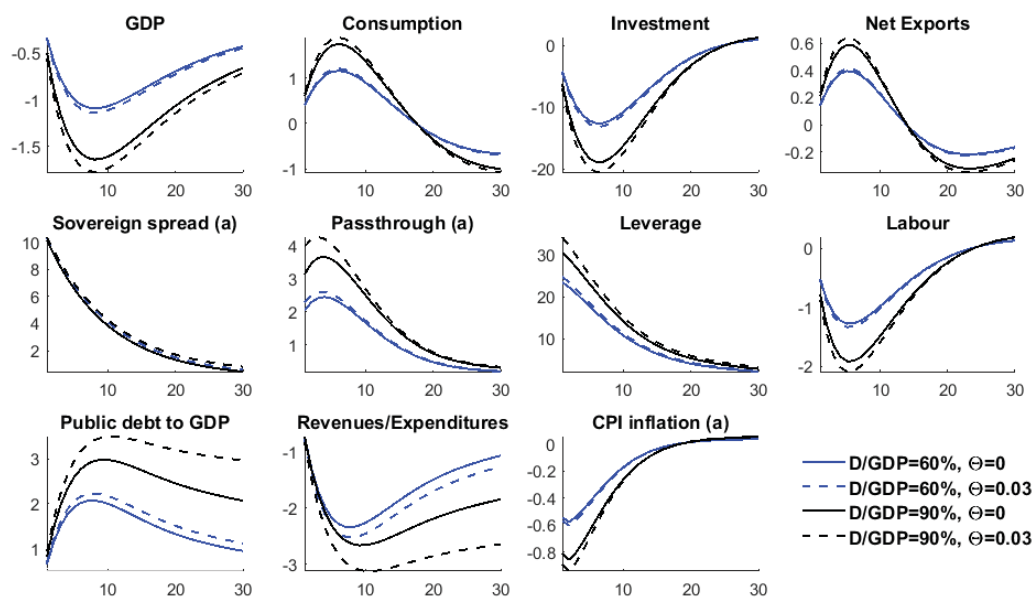 GDP
-0.5
-1
-1.5
10 20 30
Consumption
1
0
-1
10 20 30
Investment
0
-10
-20
10 20 30
Net Exports
0.6
0.4
0.2
0
-0.2
10 20 30
Sovereign spread (a)
10
8
6
4
2
10 20 30
Passthrough (a)
4
3
2
1
10 20 30
Leverage
30
20
10
10 20 30
Labour
0
-1
-2
10 20 30
Public debt to GDP
3
2
1
10 20 30
Revenues/Expenditures
-1
-2
-3
10 20 30
CPI inflation (a)
0
-0.2
-0.4
-0.6
-0.8
10 20 30
D/GDP=60%, Θ=0
D/GDP=60%, Θ=0.03
D/GDP=90%, Θ=0
D/GDP=90%, Θ=0.03